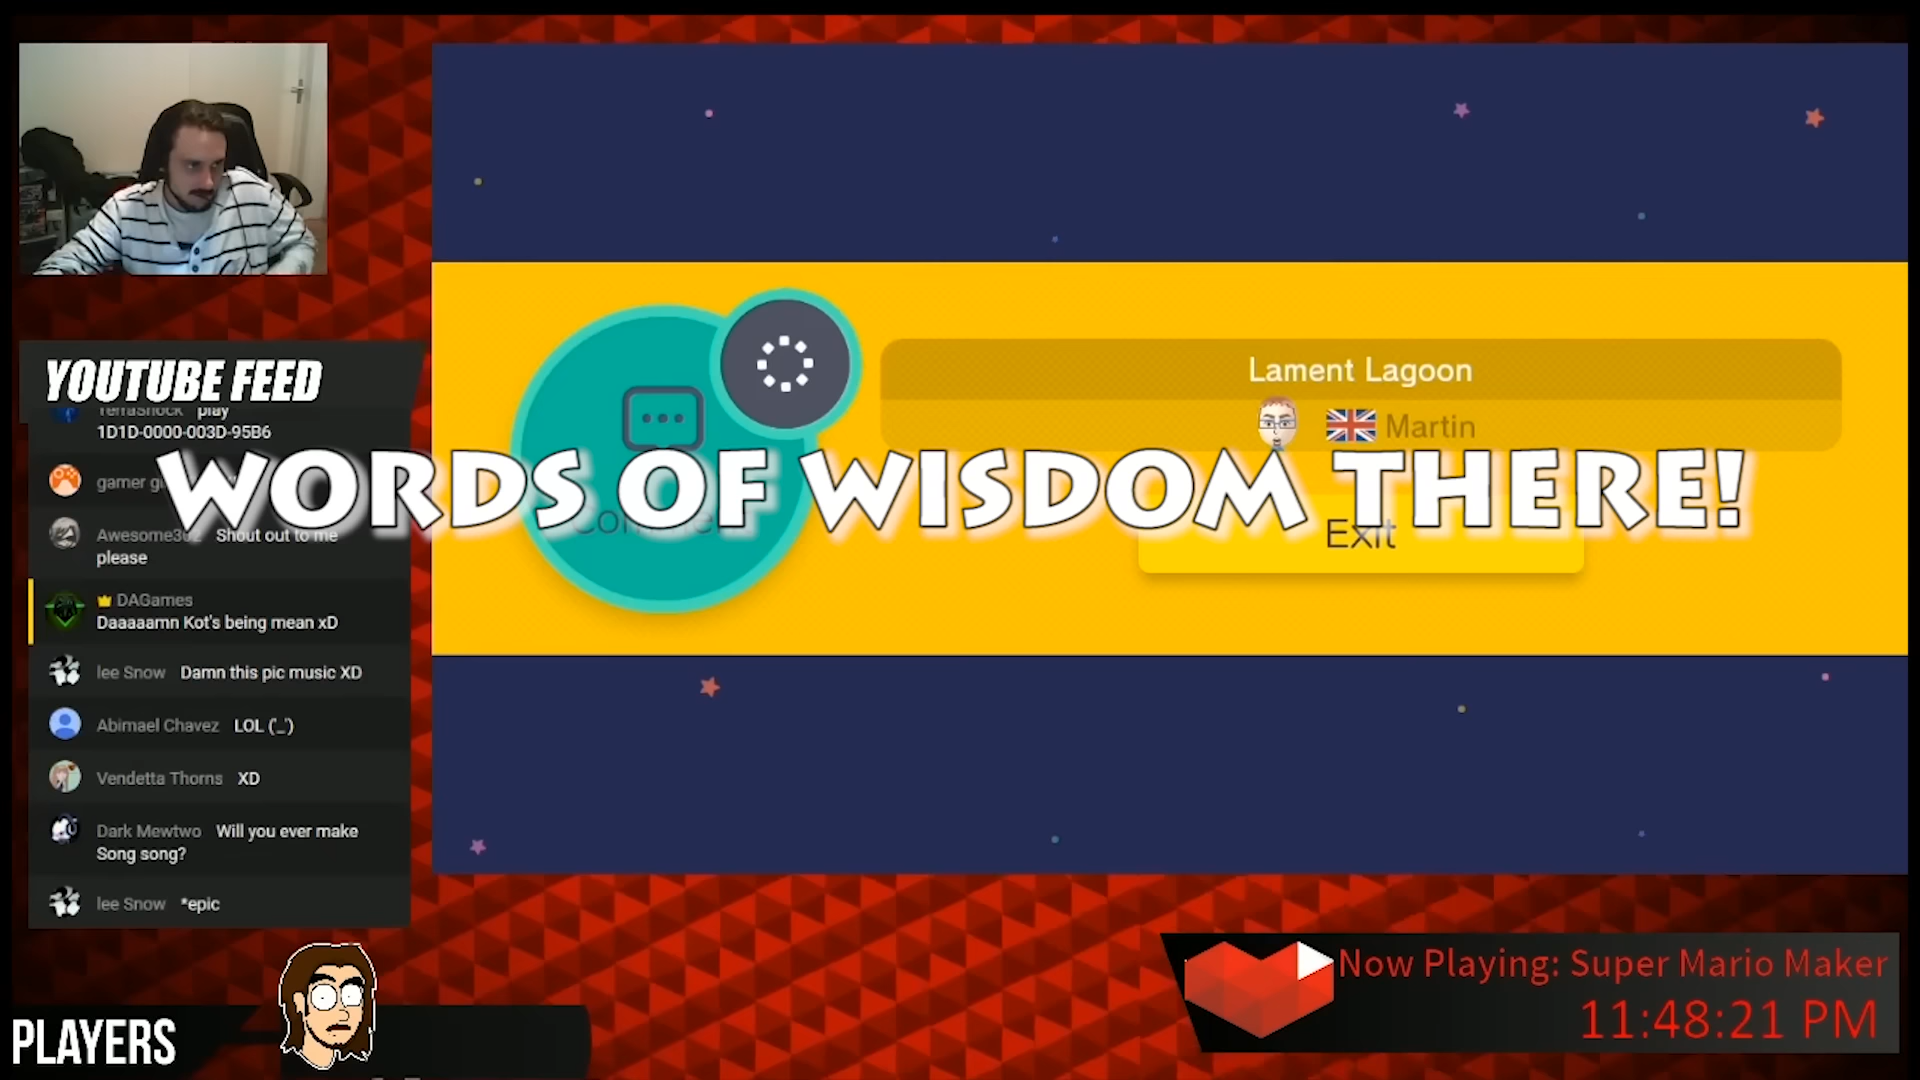 YOUTUBE FEED
play
1D1D-0000-003D-95B6
gamer
Shout out to me
please
DAGames
Daaaaamn Kot's being mean xD
lee Snow Damn this pic music XD
Abimael Chavez LOL ('_')
Vendetta Thorns XD
Dark Mewtwo Will you ever make
Song song?
lee Snow *epic
PLAYERS
Lament Lagoon
Martin
WORDS OF WISDOM THERE!
Exit
Now Playing: Super Mario Maker
11:48:21 PM